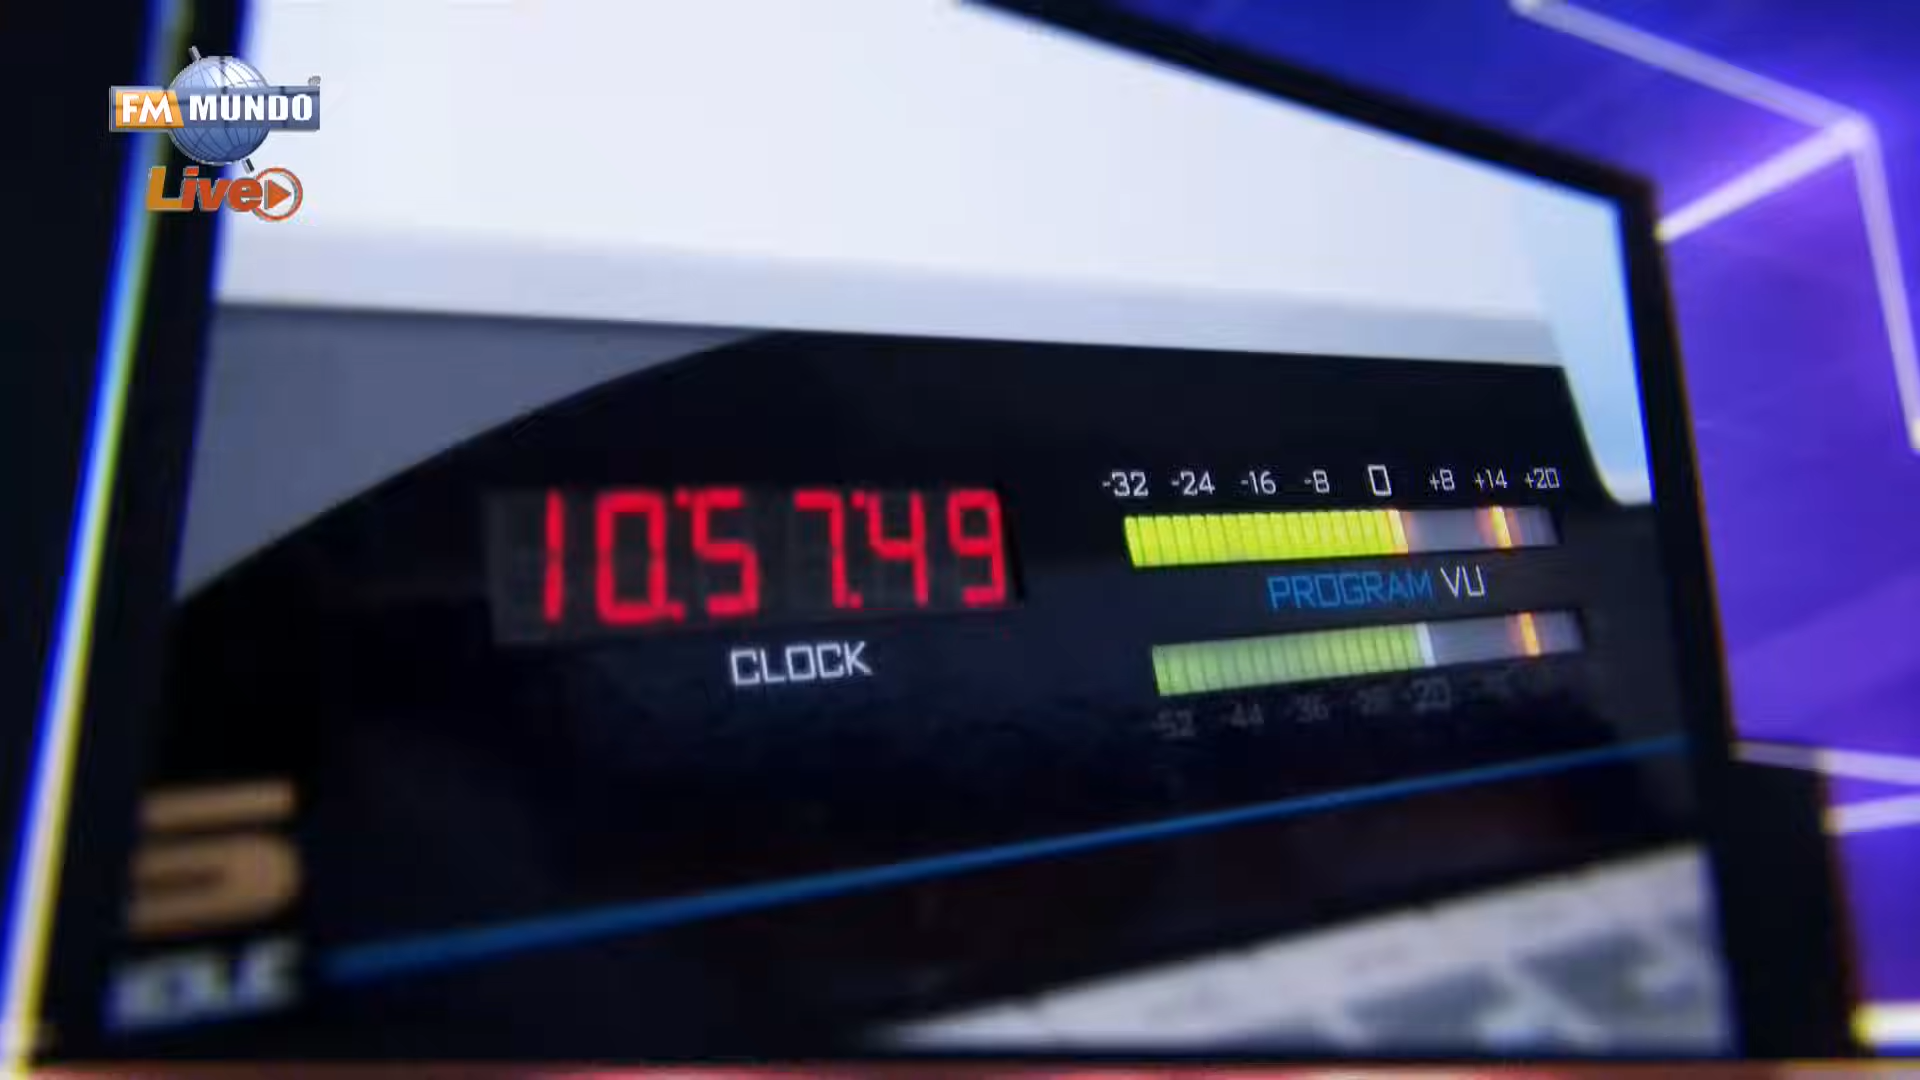 FM MUNDO
Live
-32 -24 -16 -8 0 +8 +14 +20
10:57:49
PROGRAM VU
CLOCK